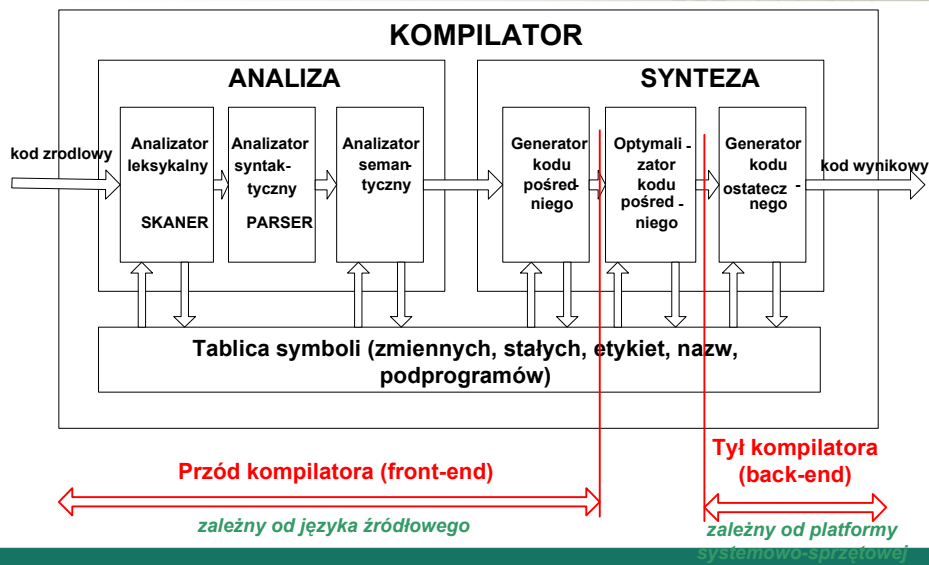 KOMPILATOR
ANALIZA
SYNTEZA
kod zrodlowy
Analizator
leksykalny
SKANER
Analizator
syntak-
tyczny
PARSER
Analizator
seman-
tyczny
Generator
kodu
pośred-
niego
Optymali -
zator
kodu
pośred -
niego
Generator
kodu
ostatecz -
nego
kod wynikowy
Tablica symboli (zmiennych, stałych, etykiet, nazw,
podprogramów)
Przód kompilatora (front-end)
zależny od języka źródłowego
Tył kompilatora
(back-end)
zależny od platformy
systemowo-sprzętowej